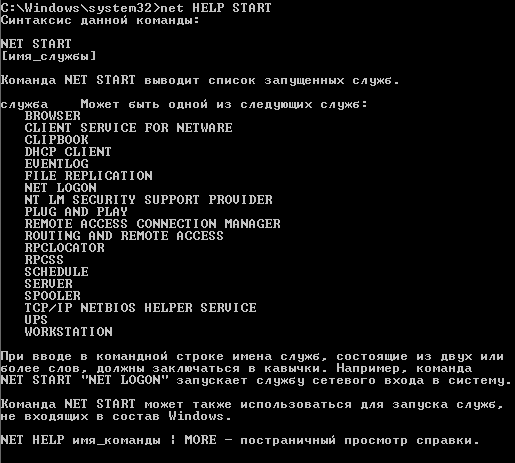 C:\Windows\system32>net HELP START
Синтаксис данной команды:
NET START
[имя_службы]
Команда NET START выводит список запущенных служб.
служба    Может быть одной из следующих служб:
BROWSER
CLIENT SERVICE FOR NETWARE
CLIPBOOK
DHCP CLIENT
EVENTLOG
FILE REPLICATION
NET LOGON
NT LM SECURITY SUPPORT PROVIDER
PLUG AND PLAY
REMOTE ACCESS CONNECTION MANAGER
ROUTING AND REMOTE ACCESS
RPCLOCATOR
RPCSS
SCHEDULE
SERVER
SPOOLER
TCP/IP NETBIOS HELPER SERVICE
UPS
WORKSTATION
При вводе в командной строке имена служб, состоящие из двух или
более слов, должны заключаться в кавычки. Например, команда
NET START "NET LOGON" запускает службу сетевого входа в систему.
Команда NET START может также использоваться для запуска служб,
не входящих в состав Windows.
NET HELP имя_команды ¦ MORE – постраничный просмотр справки.